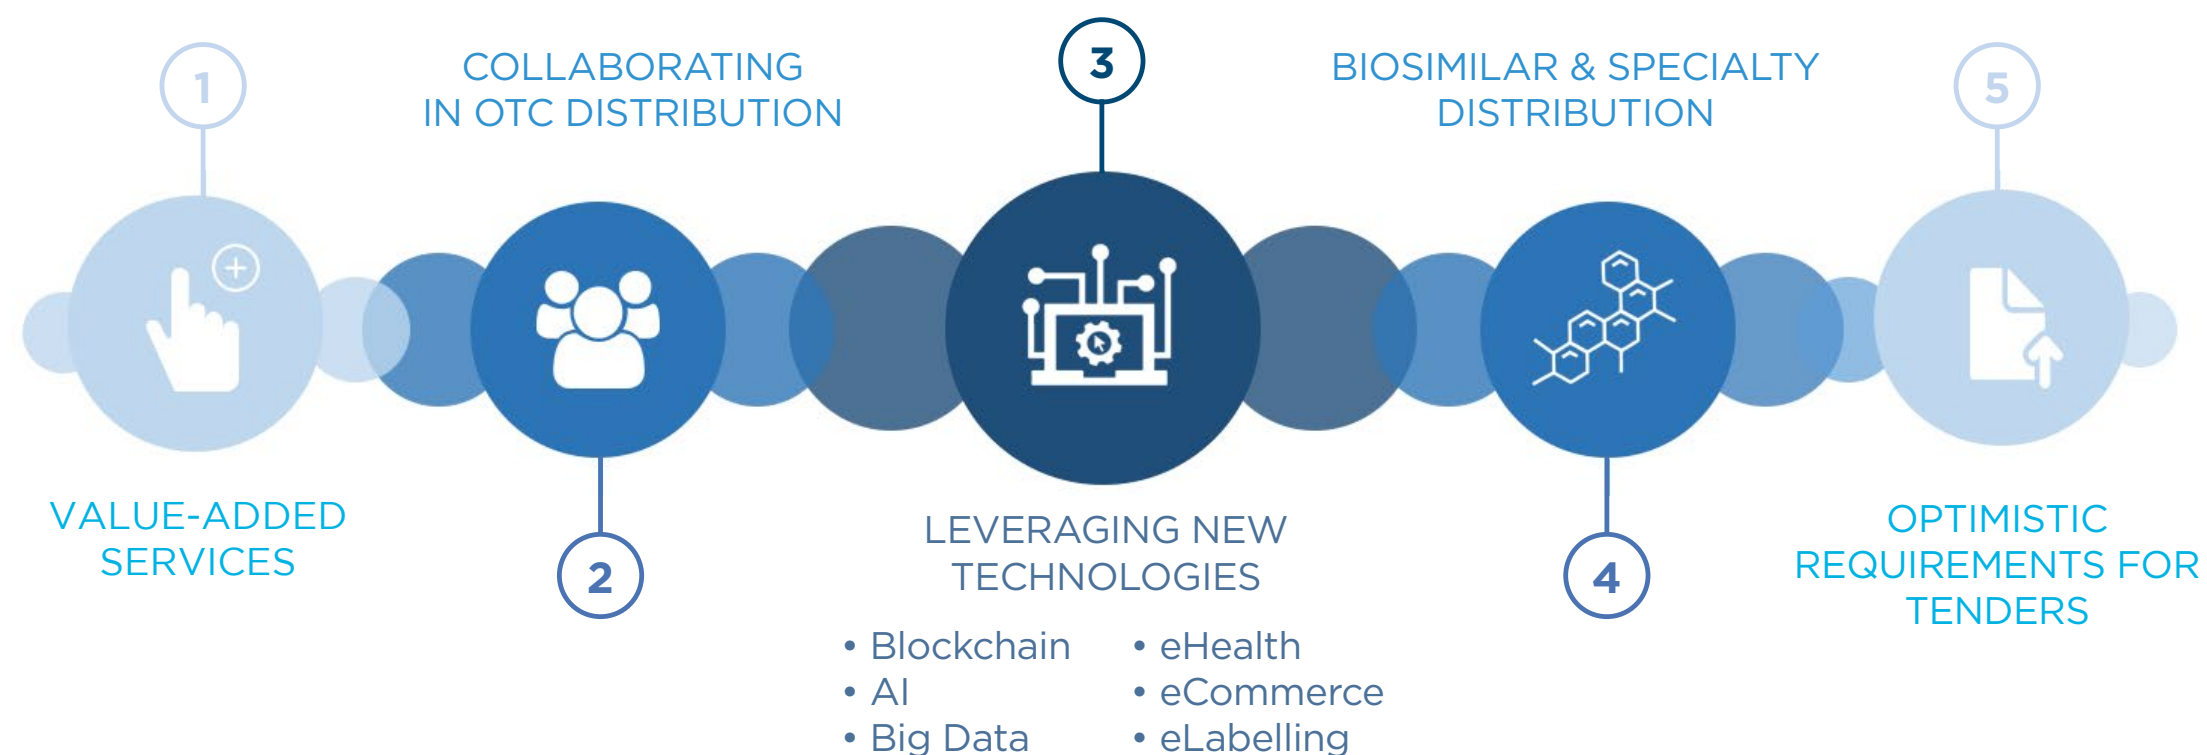 1
VALUE-ADDED
SERVICES
COLLABORATING
IN OTC DISTRIBUTION
2
3
LEVERAGING NEW
TECHNOLOGIES
• Blockchain
• AI
• Big Data
• eHealth
• eCommerce
• eLabelling
BIOSIMILAR & SPECIALTY
DISTRIBUTION
4
5
OPTIMISTIC
REQUIREMENTS FOR
TENDERS